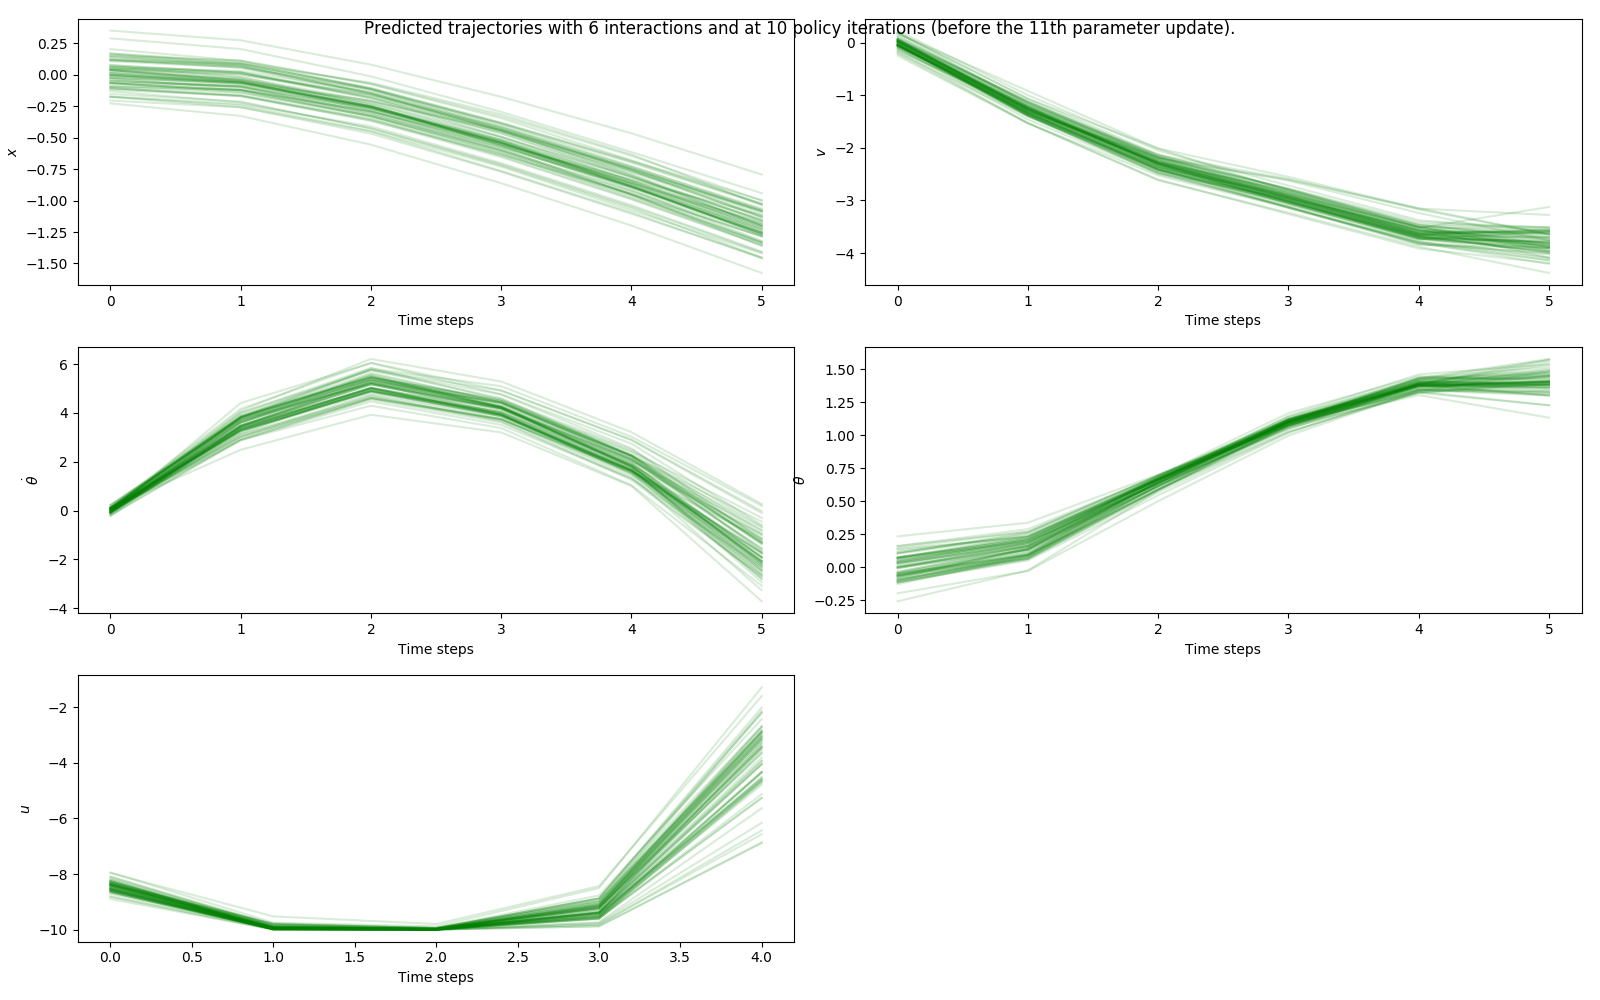 Predicted trajectories with 6 interactions and at 10 policy iterations (before the 11th parameter update).
0.25
0.00
−0.25
−0.50
−0.75
−1.00
−1.25
−1.50
x
0 1 2 3 4 5
Time steps
0
−1
−2
−3
−4
v
0 1 2 3 4 5
Time steps
6
4
2
0
−2
−4
θ̇
0 1 2 3 4 5
Time steps
1.50
1.25
1.00
0.75
0.50
0.25
0.00
−0.25
θ
0 1 2 3 4 5
Time steps
−2
−4
−6
−8
−10
u
0.0 0.5 1.0 1.5 2.0 2.5 3.0 3.5 4.0
Time steps